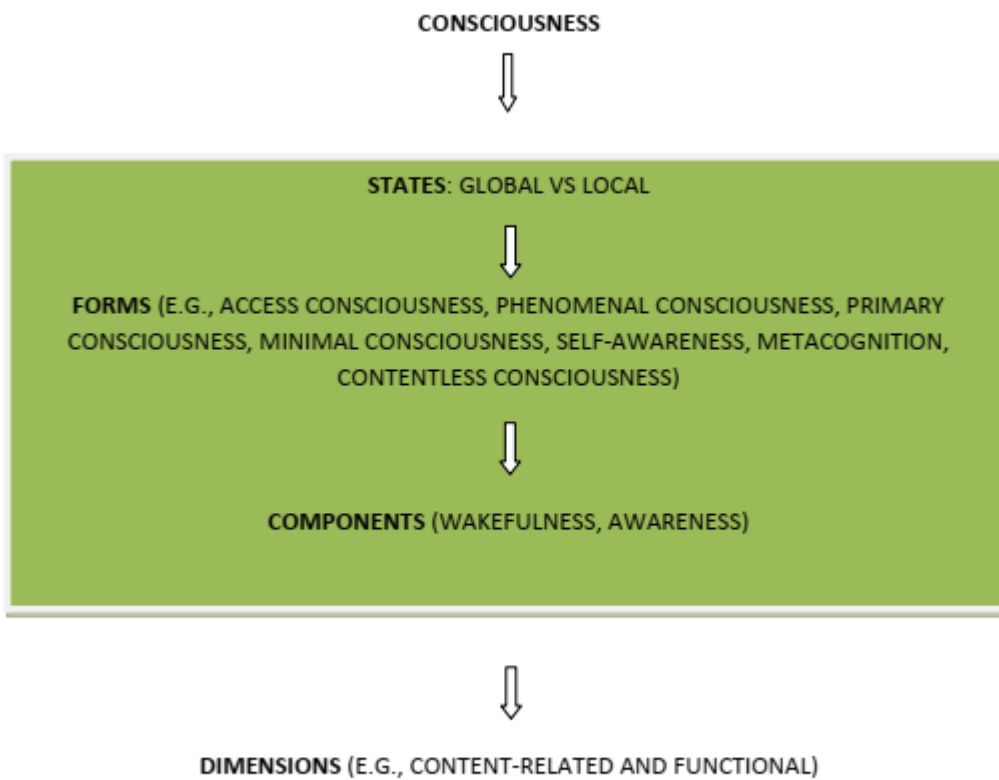 CONSCIOUSNESS
STATES: GLOBAL VS LOCAL
FORMS (E.G., ACCESS CONSCIOUSNESS, PHENOMENAL CONSCIOUSNESS, PRIMARY
CONSCIOUSNESS, MINIMAL CONSCIOUSNESS, SELF-AWARENESS, METACOGNITION,
CONTENTLESS CONSCIOUSNESS)
COMPONENTS (WAKEFULNESS, AWARENESS)
DIMENSIONS (E.G., CONTENT-RELATED AND FUNCTIONAL)